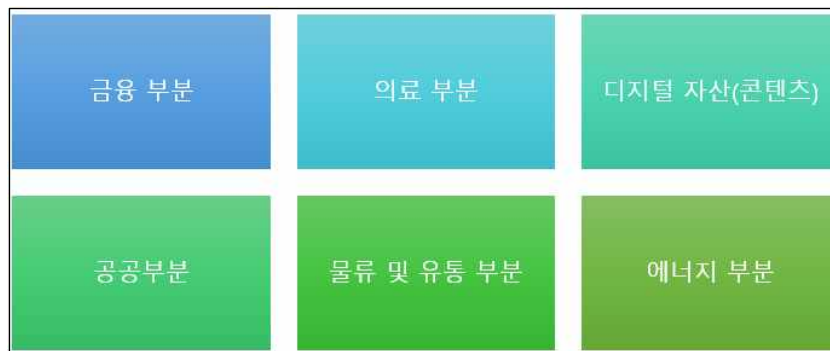 금융 부분
의료 부분
디지털 자산(콘텐츠)
공공부분
물류 및 유통 부분
에너지 부분